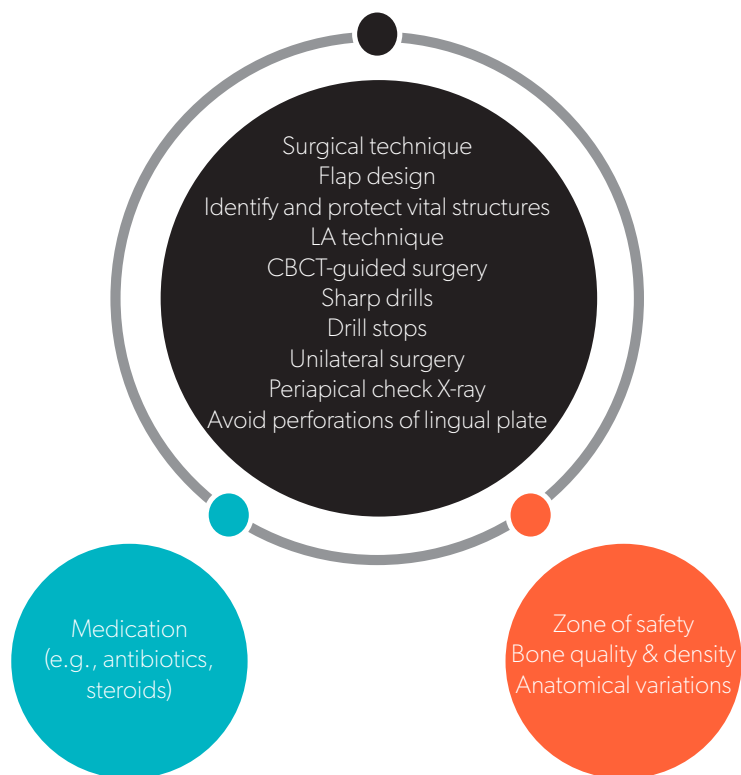 Surgical technique
Flap design
Identify and protect vital structures
LA technique
CBCT-guided surgery
Sharp drills
Drill stops
Unilateral surgery
Periapical check X-ray
Avoid perforations of lingual plate
Medication
(e.g., antibiotics,
steroids)
Zone of safety
Bone quality & density
Anatomical variations